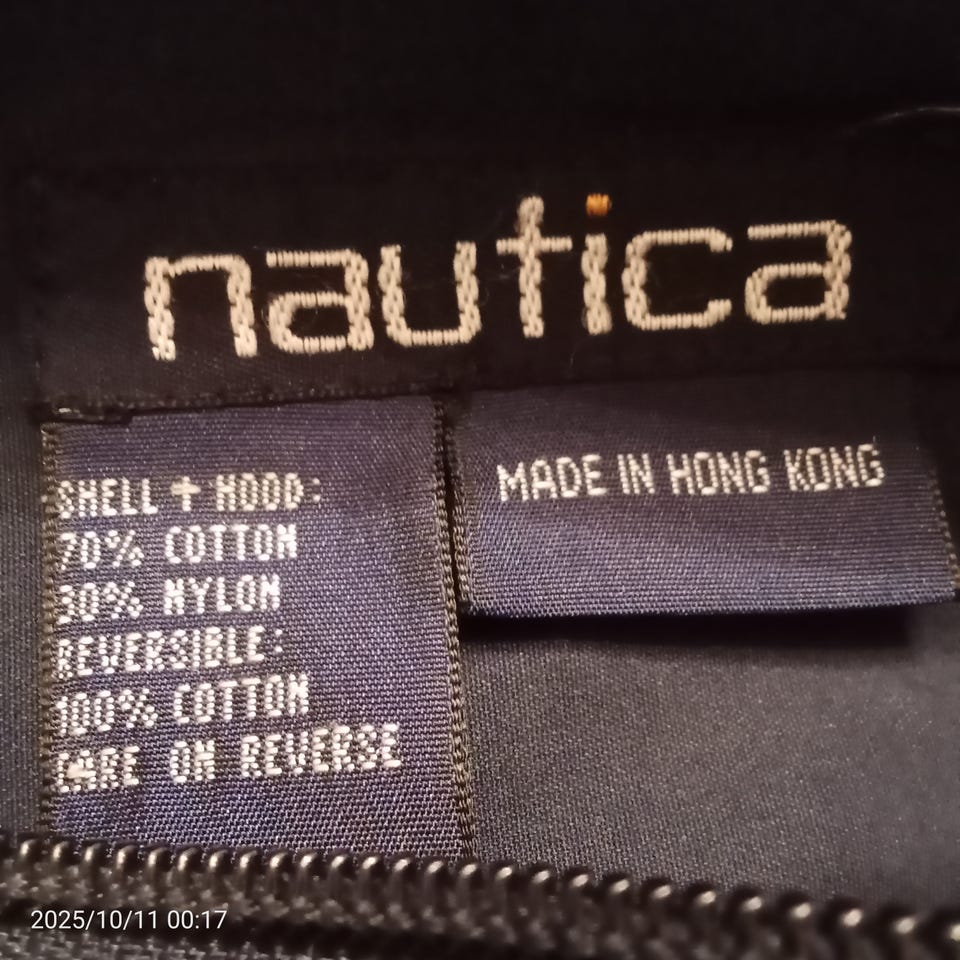 nautica
SHELL + HOOD:
70% COTTON
30% NYLON
REVERSIBLE:
100% COTTON
CARE ON REVERSE
MADE IN HONG KONG
2025/10/11 00:17